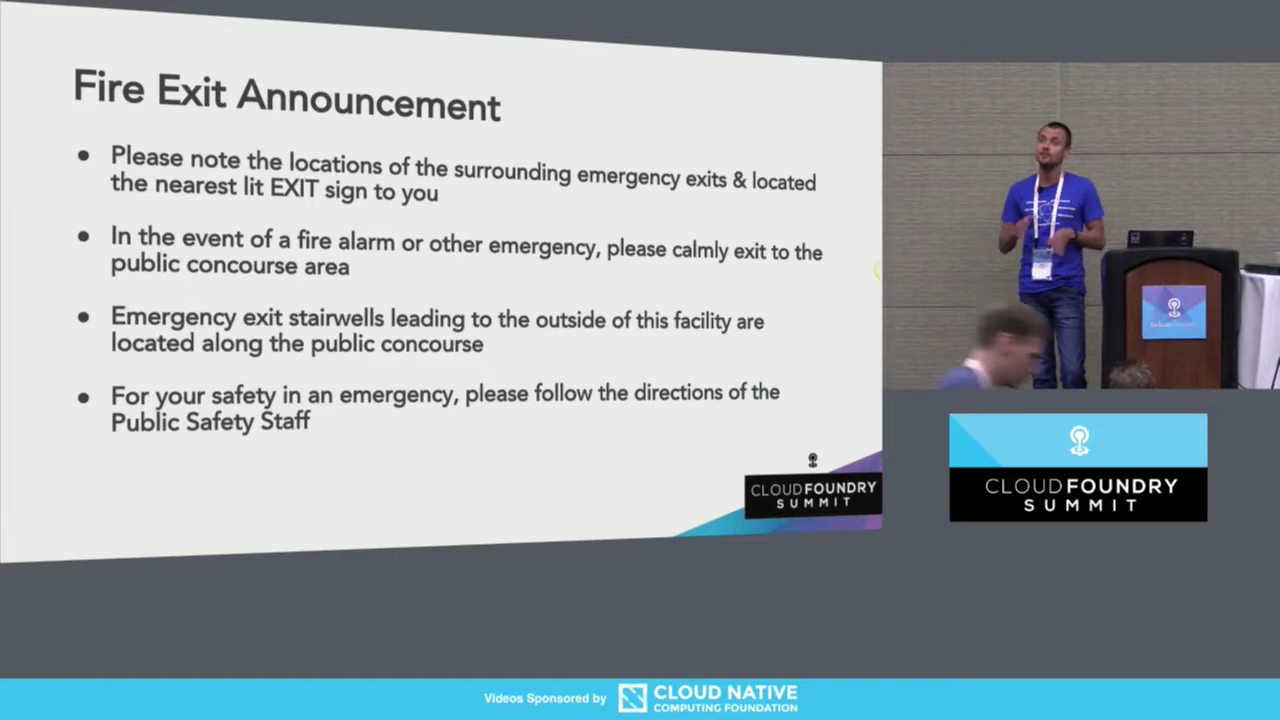 Fire Exit Announcement
● Please note the locations of the surrounding emergency exits & located
the nearest lit EXIT sign to you
● In the event of a fire alarm or other emergency, please calmly exit to the
public concourse area
● Emergency exit stairwells leading to the outside of this facility are
located along the public concourse
● For your safety in an emergency, please follow the directions of the
Public Safety Staff
CLOUDFOUNDRY
SUMMIT
CLOUDFOUNDRY
CLOUDFOUNDRY
SUMMIT
Videos Sponsored by
CLOUD NATIVE
COMPUTING FOUNDATION